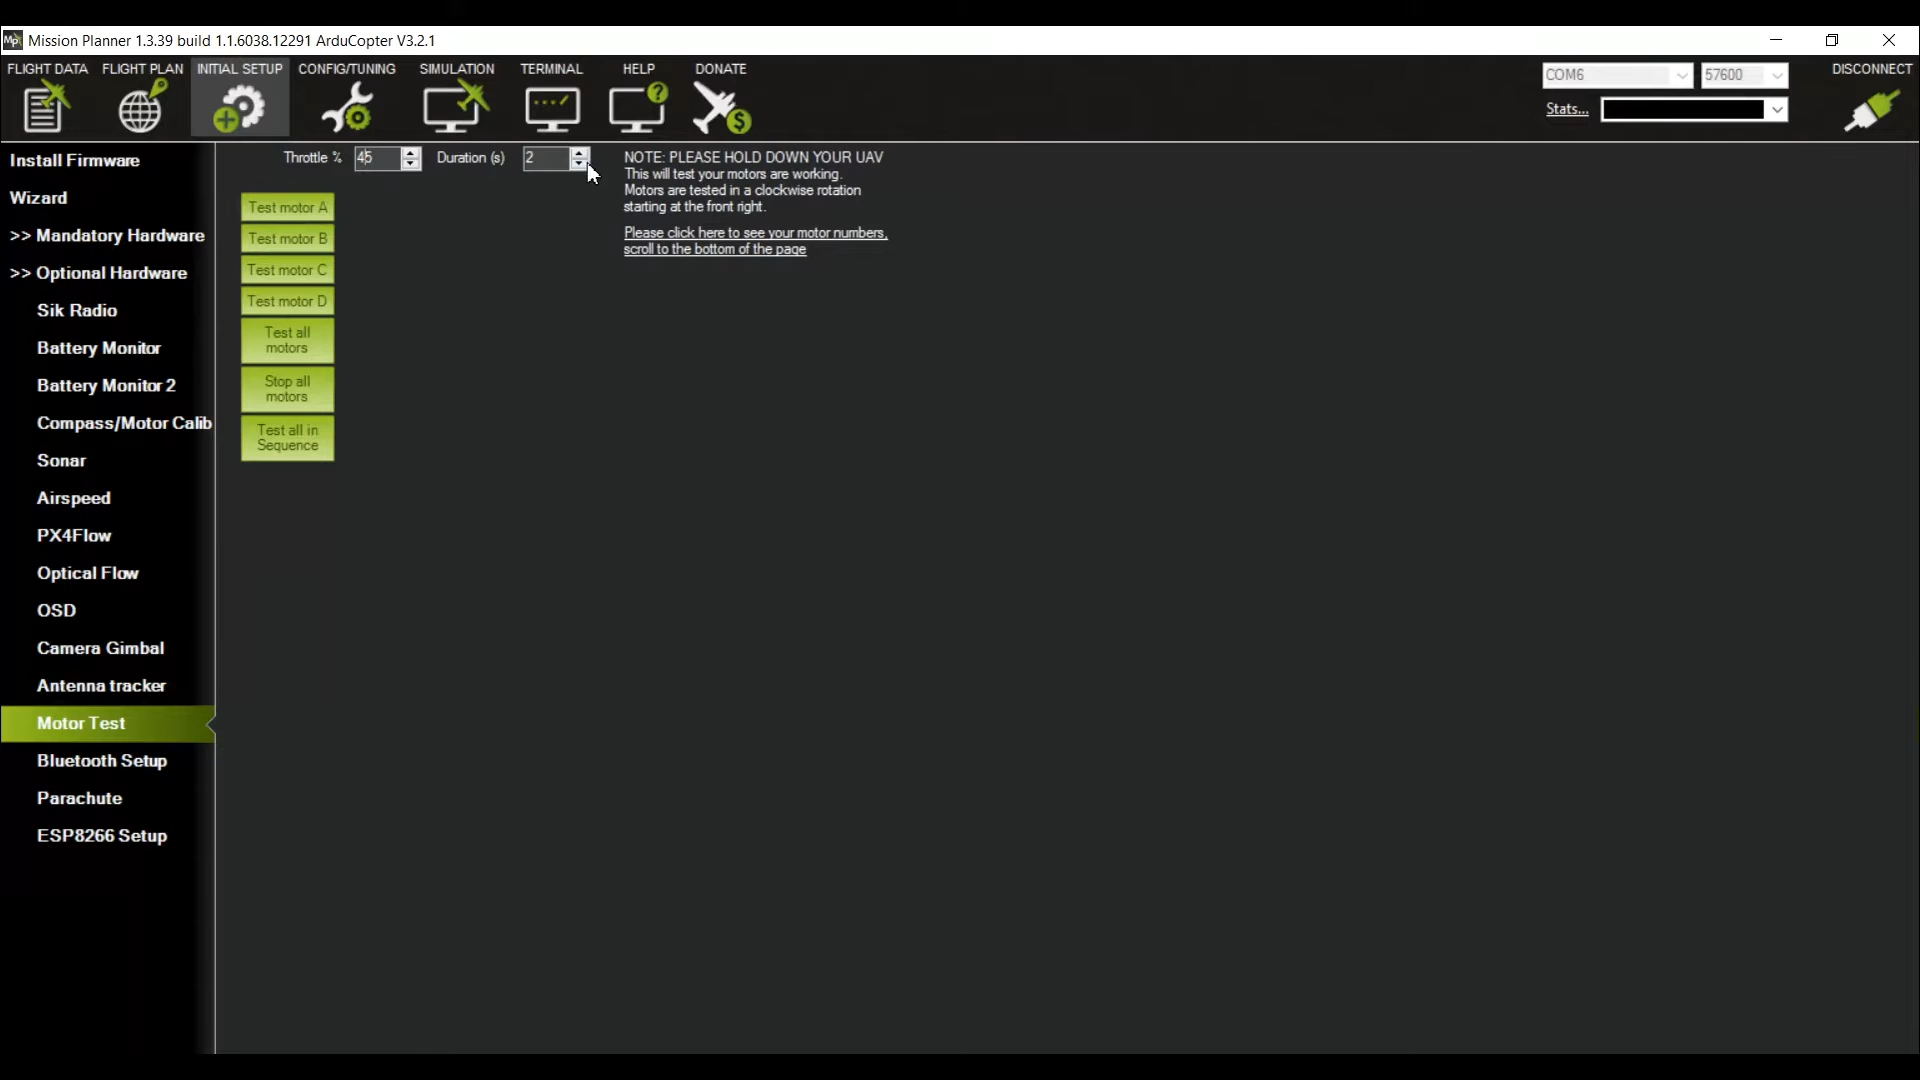 Mission Planner 1.3.39 build 1.1.6038.12291 ArduCopter V3.2.1
FLIGHT DATA FLIGHT PLAN INITIAL SETUP CONFIG/TUNING SIMULATION TERMINAL HELP DONATE
COM6 57600 DISCONNECT
Stats...
Install Firmware
Wizard
>> Mandatory Hardware
>> Optional Hardware
Sik Radio
Battery Monitor
Battery Monitor 2
Compass/Motor Calib
Sonar
Airspeed
PX4Flow
Optical Flow
OSD
Camera Gimbal
Antenna tracker
Motor Test
Bluetooth Setup
Parachute
ESP8266 Setup
Throttle % 45 Duration (s) 2
Test motor A
Test motor B
Test motor C
Test motor D
Test all
motors
Stop all
motors
Test all in
Sequence
NOTE: PLEASE HOLD DOWN YOUR UAV
This will test your motors are working.
Motors are tested in a clockwise rotation
starting at the front right.
Please click here to see your motor numbers,
scroll to the bottom of the page